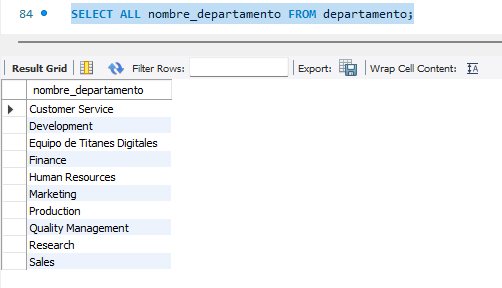 84 SELECT ALL nombre_departamento FROM departamento;
Result Grid Filter Rows: Export: Wrap Cell Content:
nombre_departamento
Customer Service
Development
Equipo de Titanes Digitales
Finance
Human Resources
Marketing
Production
Quality Management
Research
Sales